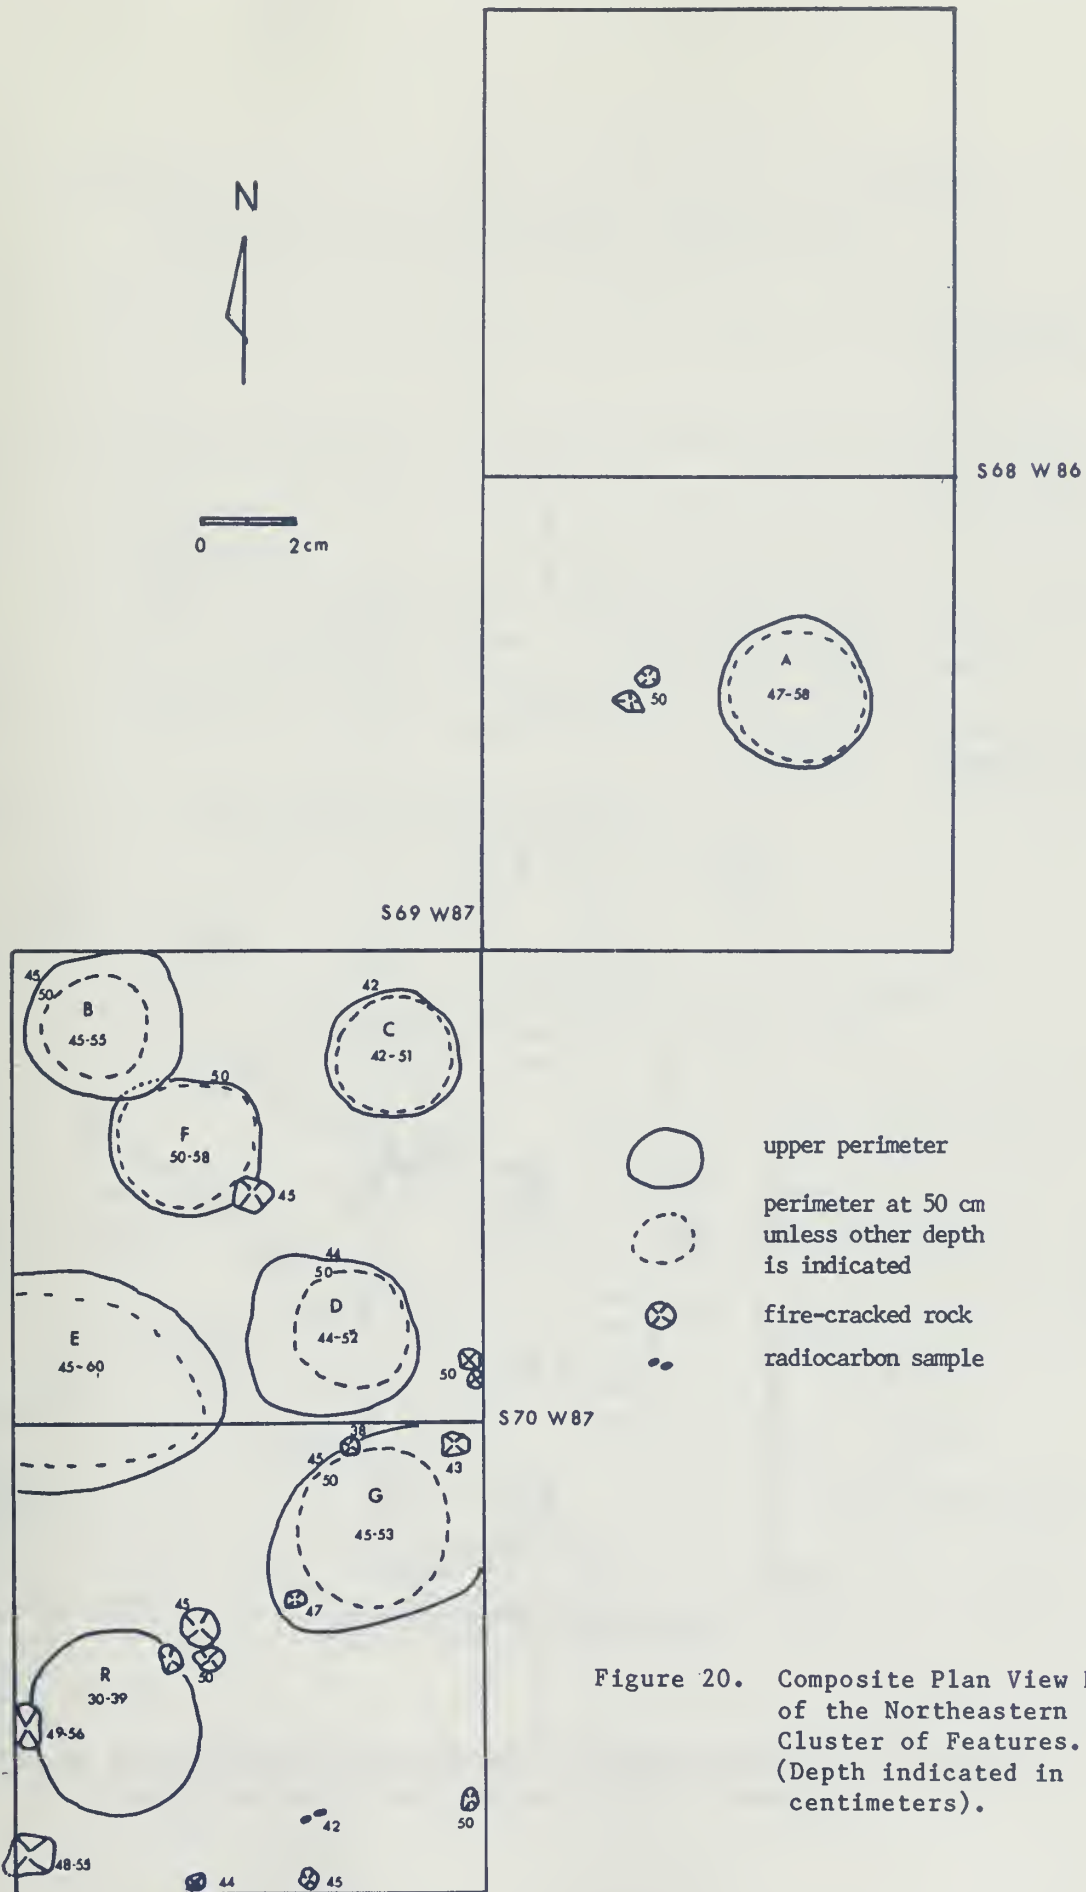 N
0 2cm
S68 W86
A
47-58
50
S69 W87
45
50
B
45-55
42
C
42-51
50
F
50-58
45
44
50
D
44-52
E
45-60
50
S70 W87
upper perimeter
perimeter at 50 cm
unless other depth
is indicated
fire-cracked rock
radiocarbon sample
38
45
50
43
G
45-53
47
45
50
R
30-39
49-56
50
42
48-55
44
45
Figure 20. Composite Plan View
of the Northeastern
Cluster of Features.
(Depth indicated in
centimeters).